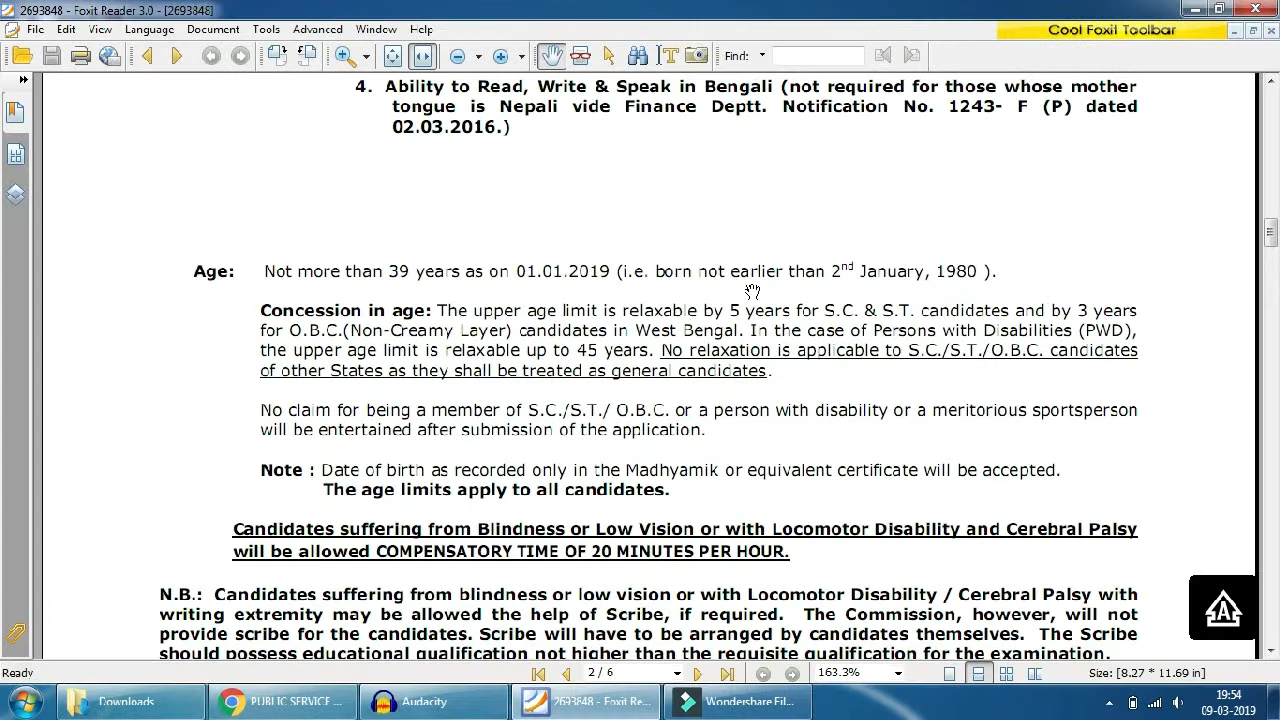 2693848 - Foxit Reader 3.0 - [2693848]
File Edit View Language Document Tools Advanced Window Help
Cool Foxit Toolbar
Find:
4. Ability to Read, Write & Speak in Bengali (not required for those whose mother
tongue is Nepali vide Finance Deptt. Notification No. 1243- F (P) dated
02.03.2016.)
Age: Not more than 39 years as on 01.01.2019 (i.e. born not earlier than 2nd January, 1980 ).
Concession in age: The upper age limit is relaxable by 5 years for S.C. & S.T. candidates and by 3 years
for O.B.C.(Non-Creamy Layer) candidates in West Bengal. In the case of Persons with Disabilities (PWD),
the upper age limit is relaxable up to 45 years. No relaxation is applicable to S.C./S.T./O.B.C. candidates
of other States as they shall be treated as general candidates.
No claim for being a member of S.C./S.T./ O.B.C. or a person with disability or a meritorious sportsperson
will be entertained after submission of the application.
Note : Date of birth as recorded only in the Madhyamik or equivalent certificate will be accepted.
The age limits apply to all candidates.
Candidates suffering from Blindness or Low Vision or with Locomotor Disability and Cerebral Palsy
will be allowed COMPENSATORY TIME OF 20 MINUTES PER HOUR.
N.B.: Candidates suffering from blindness or low vision or with Locomotor Disability / Cerebral Palsy with
writing extremity may be allowed the help of Scribe, if required. The Commission, however, will not
provide scribe for the candidates. Scribe will have to be arranged by candidates themselves. The Scribe
should possess educational qualification not higher than the requisite qualification for the examination.
Ready 2 / 6 163.3% Size: [8.27 * 11.69] in
Downloads PUBLIC SERVICE ... Audacity 2693848 - Foxit Re... Wondershare Fil... 19:54
09-03-2019